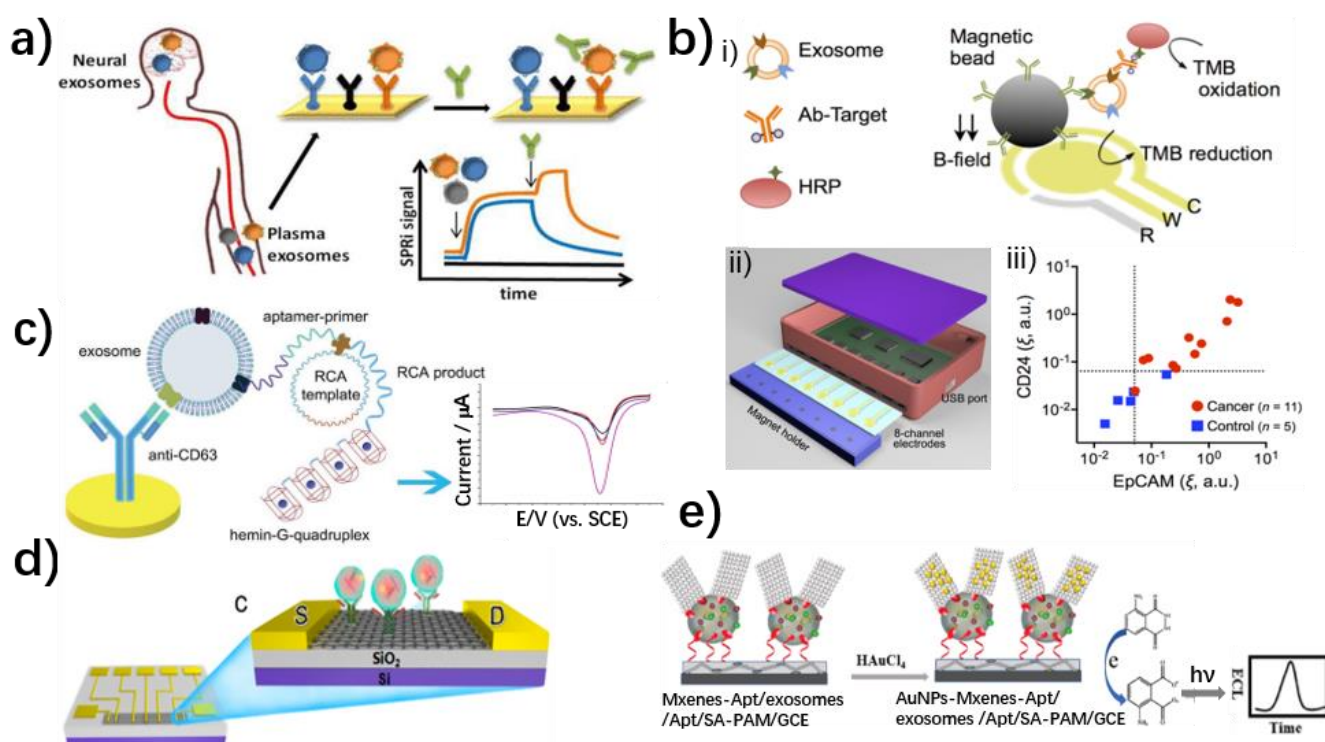 a)
Neural
exosomes
Plasma
exosomes
SPRi signal
time
b)
i)
Exosome
Ab-Target
HRP
Magnetic
bead
B-field
HRP
TMB
oxidation
TMB reduction
R
W
C
ii)
Magnet holder
USB port
8-channel
electrodes
iii)
CD24 (ξ, a.u.)
10¹
10⁰
10⁻¹
10⁻²
Cancer (n = 11)
Control (n = 5)
10⁻²
10⁻¹
10⁰
10¹
EpCAM (ξ, a.u.)
c)
exosome
aptamer-primer
RCA
template
RCA product
anti-CD63
hemin-G-quadruplex
Current / µA
E/V (vs. SCE)
d)
C
S
D
SiO₂
Si
e)
Mxenes-Apt/exosomes
/Apt/SA-PAM/GCE
HAuCl₄
AuNPs-Mxenes-Apt/
exosomes /Apt/SA-PAM/GCE
e
hν
ECL
Time